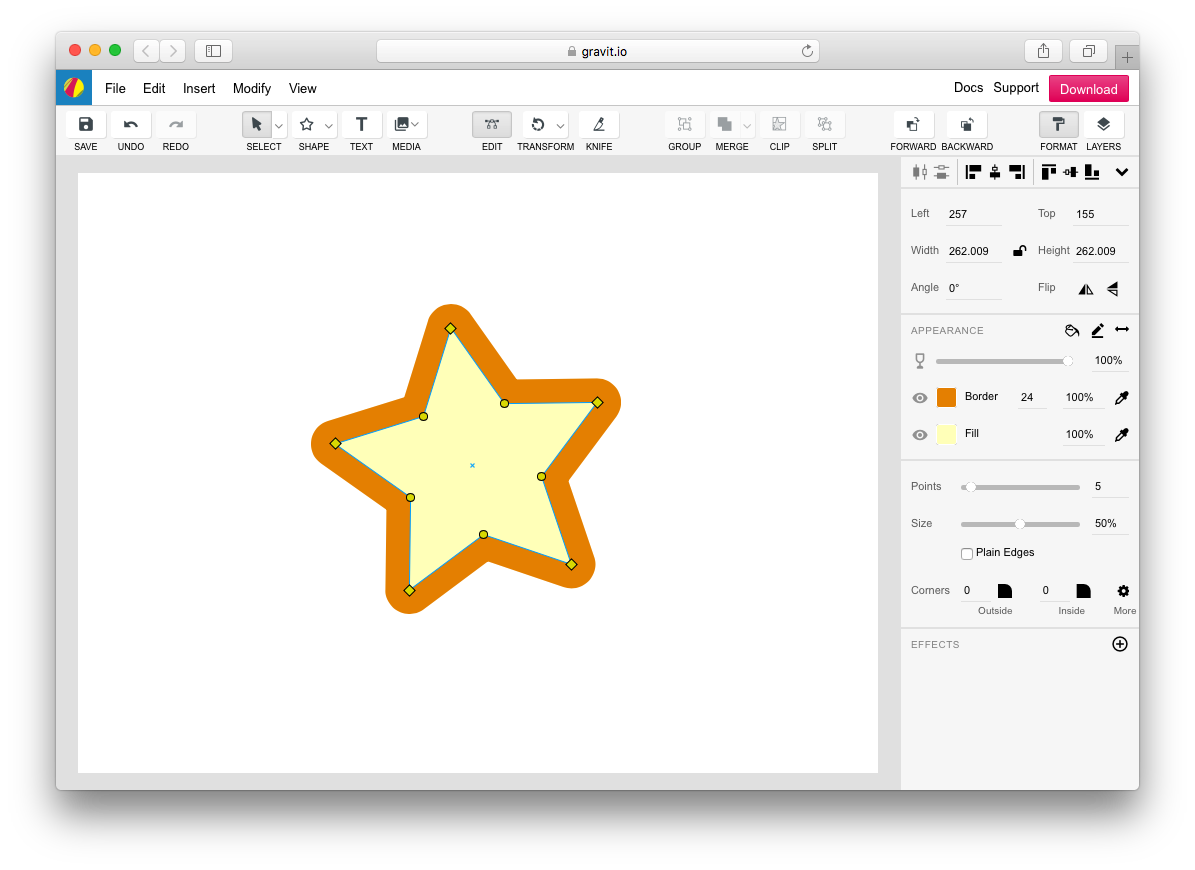 gravit.io
File Edit Insert Modify View
Docs Support Download
SAVE UNDO REDO SELECT SHAPE TEXT MEDIA EDIT TRANSFORM KNIFE GROUP MERGE CLIP SPLIT FORWARD BACKWARD FORMAT LAYERS
Left 257 Top 155
Width 262.009 Height 262.009
Angle 0° Flip
APPEARANCE
100%
Border 24 100%
Fill 100%
Points 5
Size 50%
Plain Edges
Corners 0 0
Outside Inside More
EFFECTS